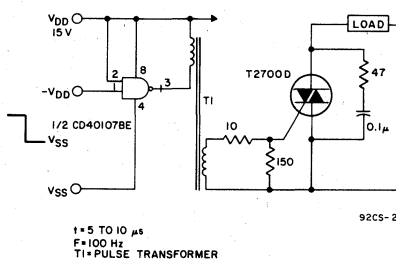 VDD
15 V
LOAD
8
2
1
3
4
T2700D
47
-VDD
T1
0.1μ
1/2 CD40107BE
10
VSS
150
VSS
92CS-2
t = 5 TO 10 μs
F = 100 Hz
T1 = PULSE TRANSFORMER